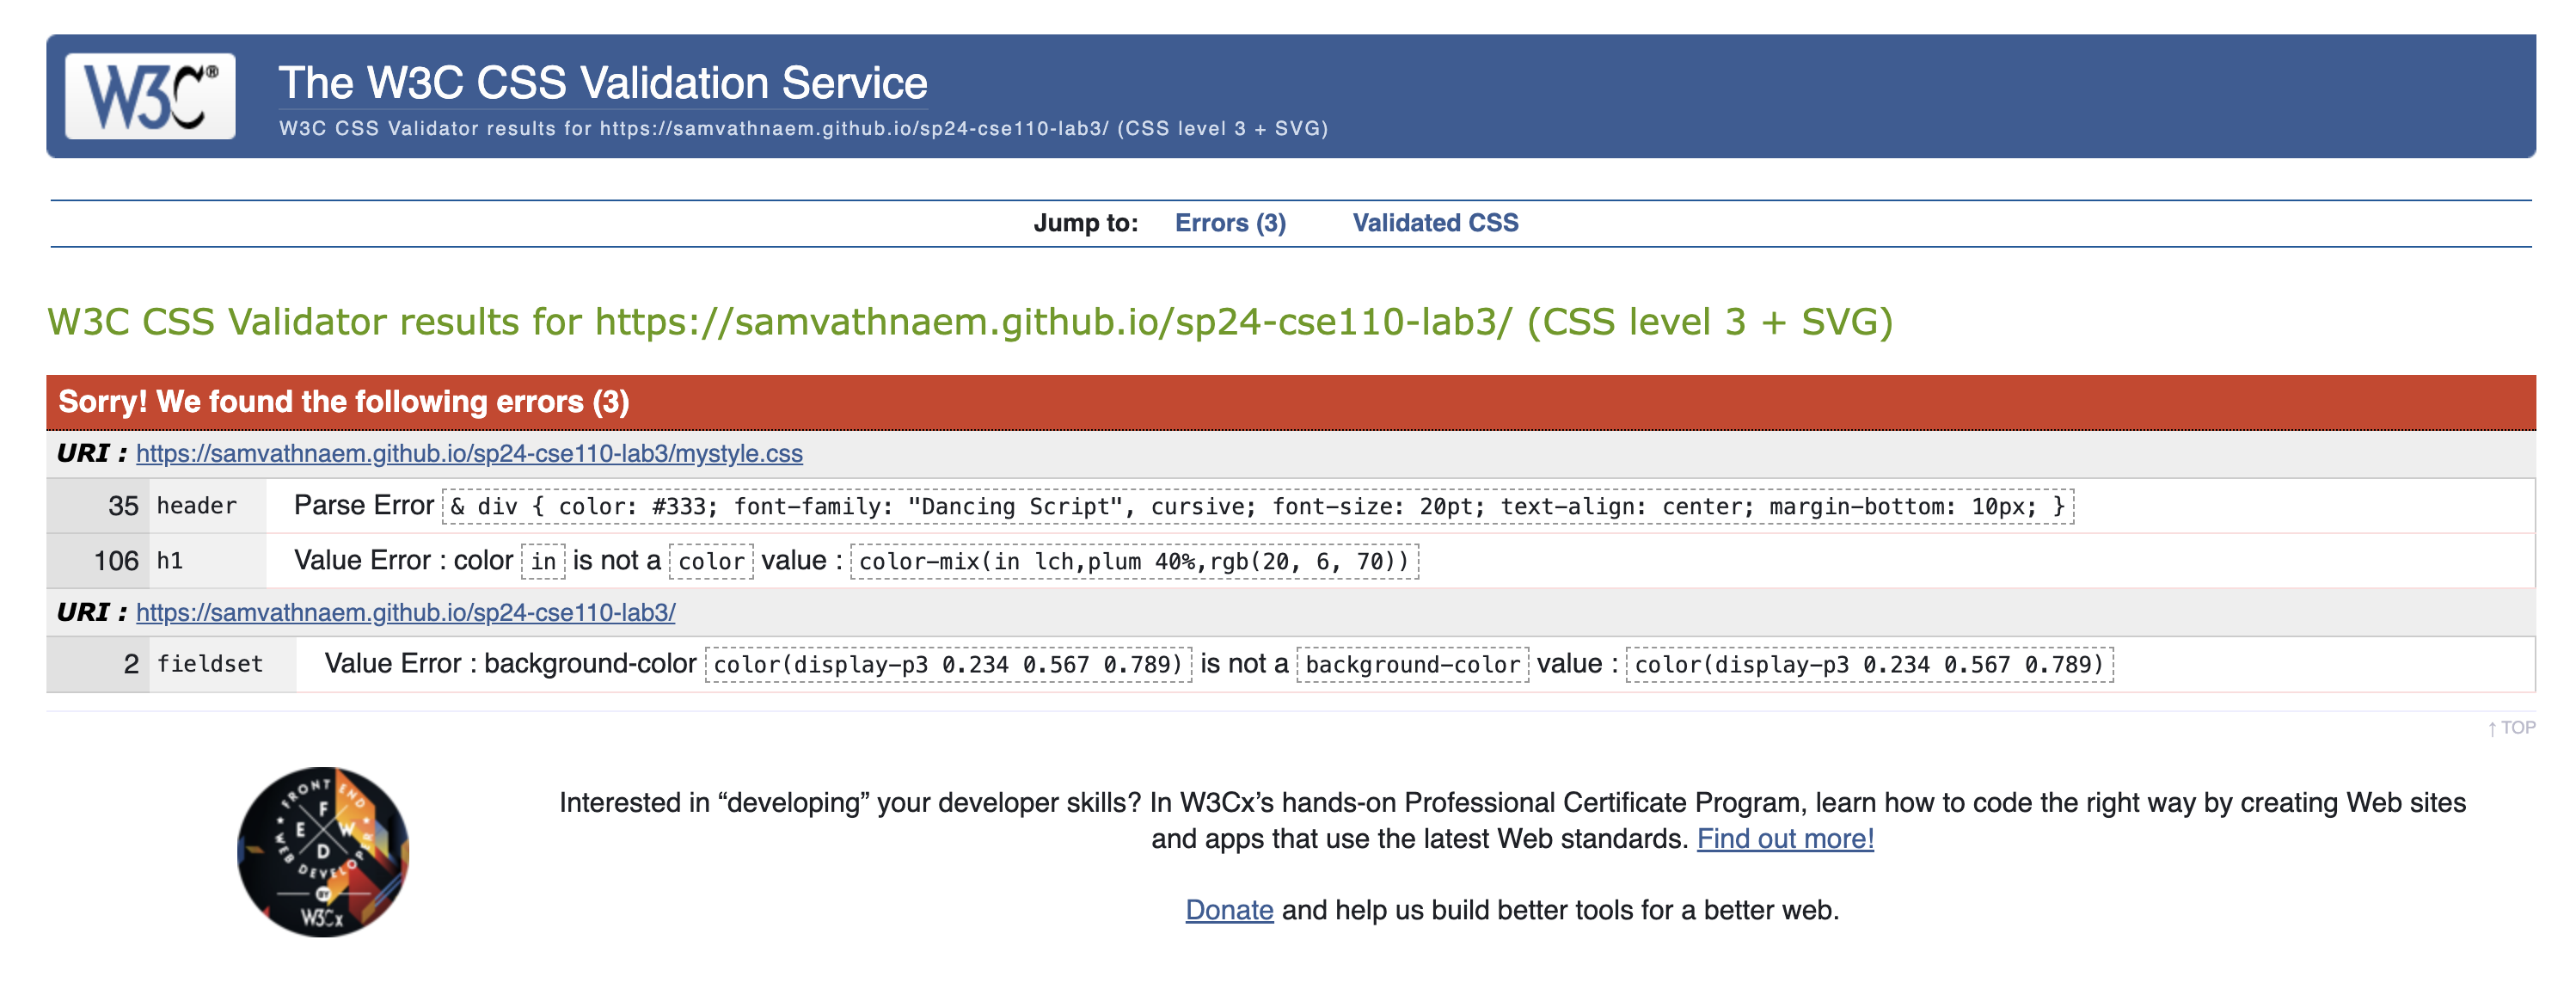 W3C®
The W3C CSS Validation Service
W3C CSS Validator results for https://samvathnaem.github.io/sp24-cse110-lab3/ (CSS level 3 + SVG)
Jump to: Errors (3) Validated CSS
W3C CSS Validator results for https://samvathnaem.github.io/sp24-cse110-lab3/ (CSS level 3 + SVG)
Sorry! We found the following errors (3)
URI : https://samvathnaem.github.io/sp24-cse110-lab3/mystyle.css
35 header Parse Error & div { color: #333; font-family: "Dancing Script", cursive; font-size: 20pt; text-align: center; margin-bottom: 10px; }
106 h1 Value Error : color in is not a color value : color-mix(in lch,plum 40%,rgb(20, 6, 70))
URI : https://samvathnaem.github.io/sp24-cse110-lab3/
2 fieldset Value Error : background-color color(display-p3 0.234 0.567 0.789) is not a background-color value : color(display-p3 0.234 0.567 0.789)
↑ TOP
FRONT END
F
E W
D
WEB DEVELOPER
BY
W3Cx
Interested in “developing” your developer skills? In W3Cx’s hands-on Professional Certificate Program, learn how to code the right way by creating Web sites
and apps that use the latest Web standards. Find out more!
Donate and help us build better tools for a better web.